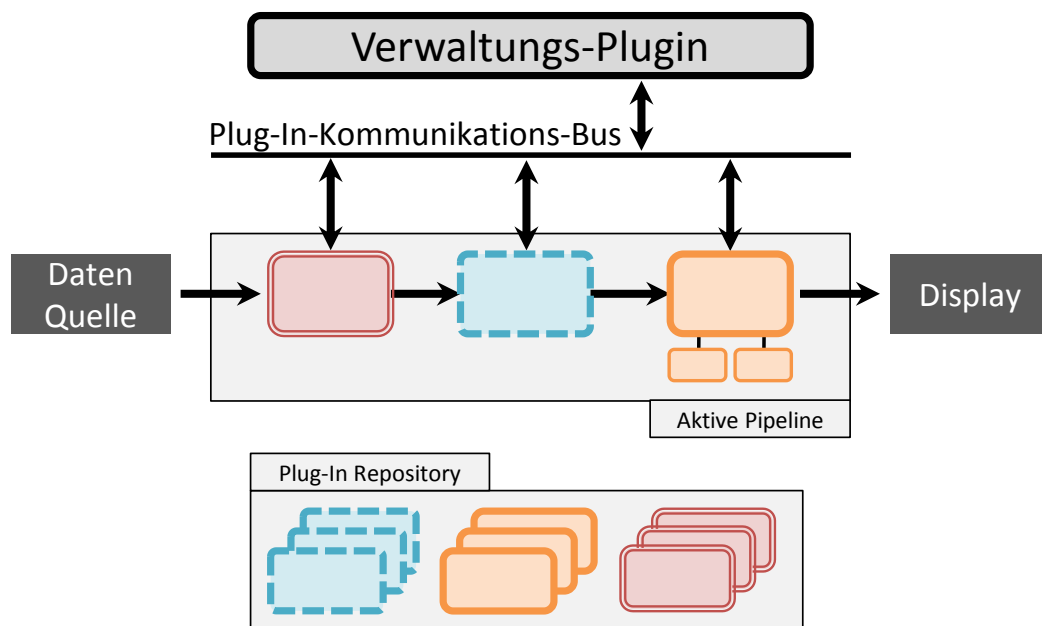 Verwaltungs-Plugin
Plug-In-Kommunikations-Bus
Daten
Quelle
Display
Aktive Pipeline
Plug-In Repository